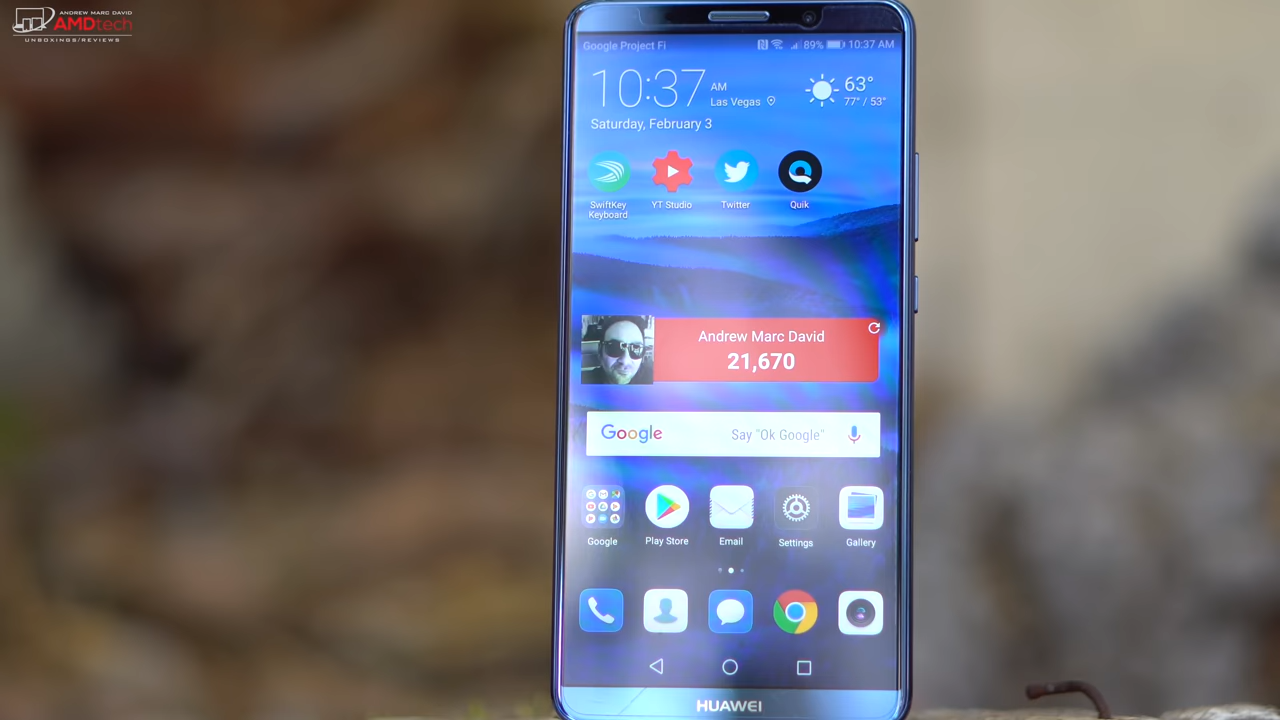 ANDREW MARC DAVID
AMDtech
UNBOXINGS/REVIEWS
Google Project Fi
89%
10:37 AM
10:37
AM
Las Vegas
63°
77° / 53°
Saturday, February 3
SwiftKey
Keyboard
YT Studio
Twitter
Quik
Andrew Marc David
21,670
Google
Say "Ok Google"
Google
Play Store
Email
Settings
Gallery
HUAWEI